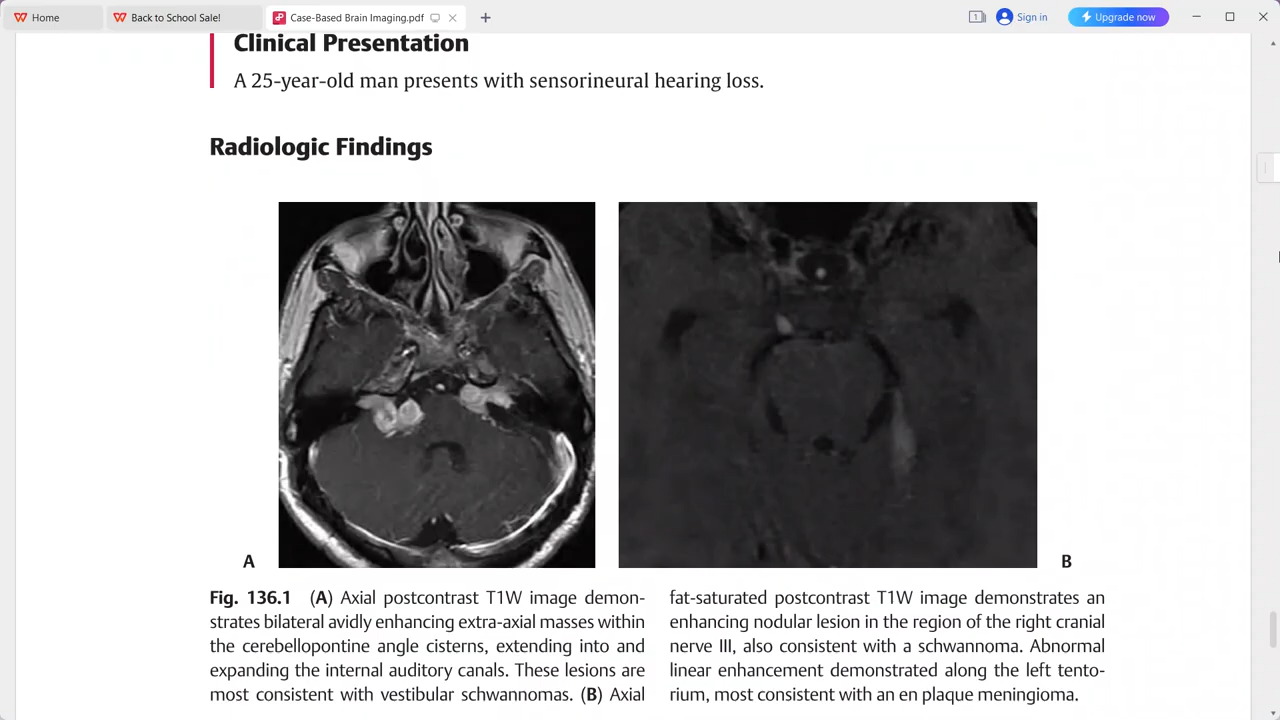 Home
Back to School Sale!
Case-Based Brain Imaging.pdf
1
Sign in
Upgrade now
Clinical Presentation
A 25-year-old man presents with sensorineural hearing loss.
Radiologic Findings
A
B
Fig. 136.1 (A) Axial postcontrast T1W image demon-
strates bilateral avidly enhancing extra-axial masses within
the cerebellopontine angle cisterns, extending into and
expanding the internal auditory canals. These lesions are
most consistent with vestibular schwannomas. (B) Axial
fat-saturated postcontrast T1W image demonstrates an
enhancing nodular lesion in the region of the right cranial
nerve III, also consistent with a schwannoma. Abnormal
linear enhancement demonstrated along the left tento-
rium, most consistent with an en plaque meningioma.